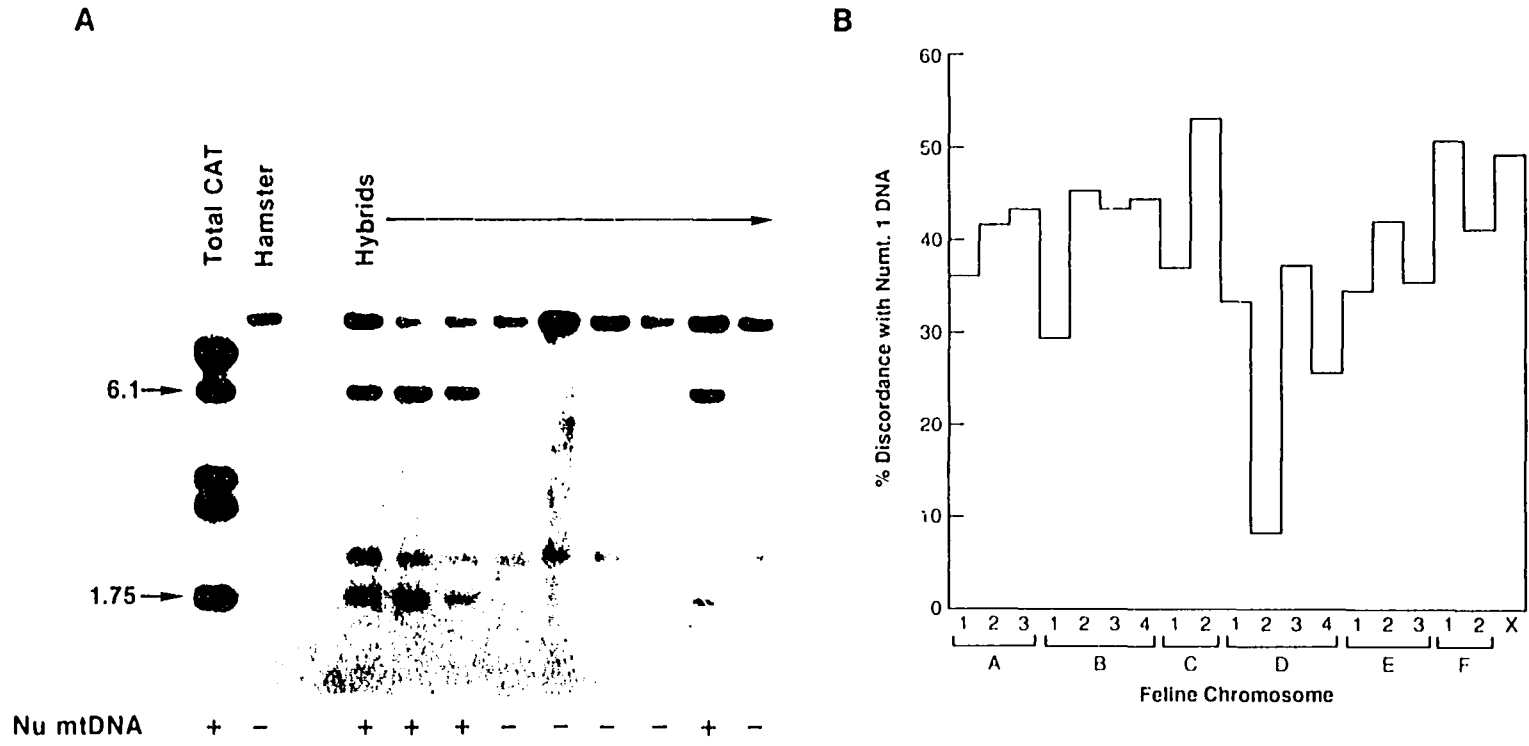 A
Total CAT
Hamster
Hybrids
6.1
1.75
Nu mtDNA + - + + + - - - - + -
B
% Discordance with Numt. 1 DNA
60
50
40
30
20
10
0
1 2 3 1 2 3 4 1 2 1 2 3 4 1 2 3 1 2 X
A B C D E F
Feline Chromosome